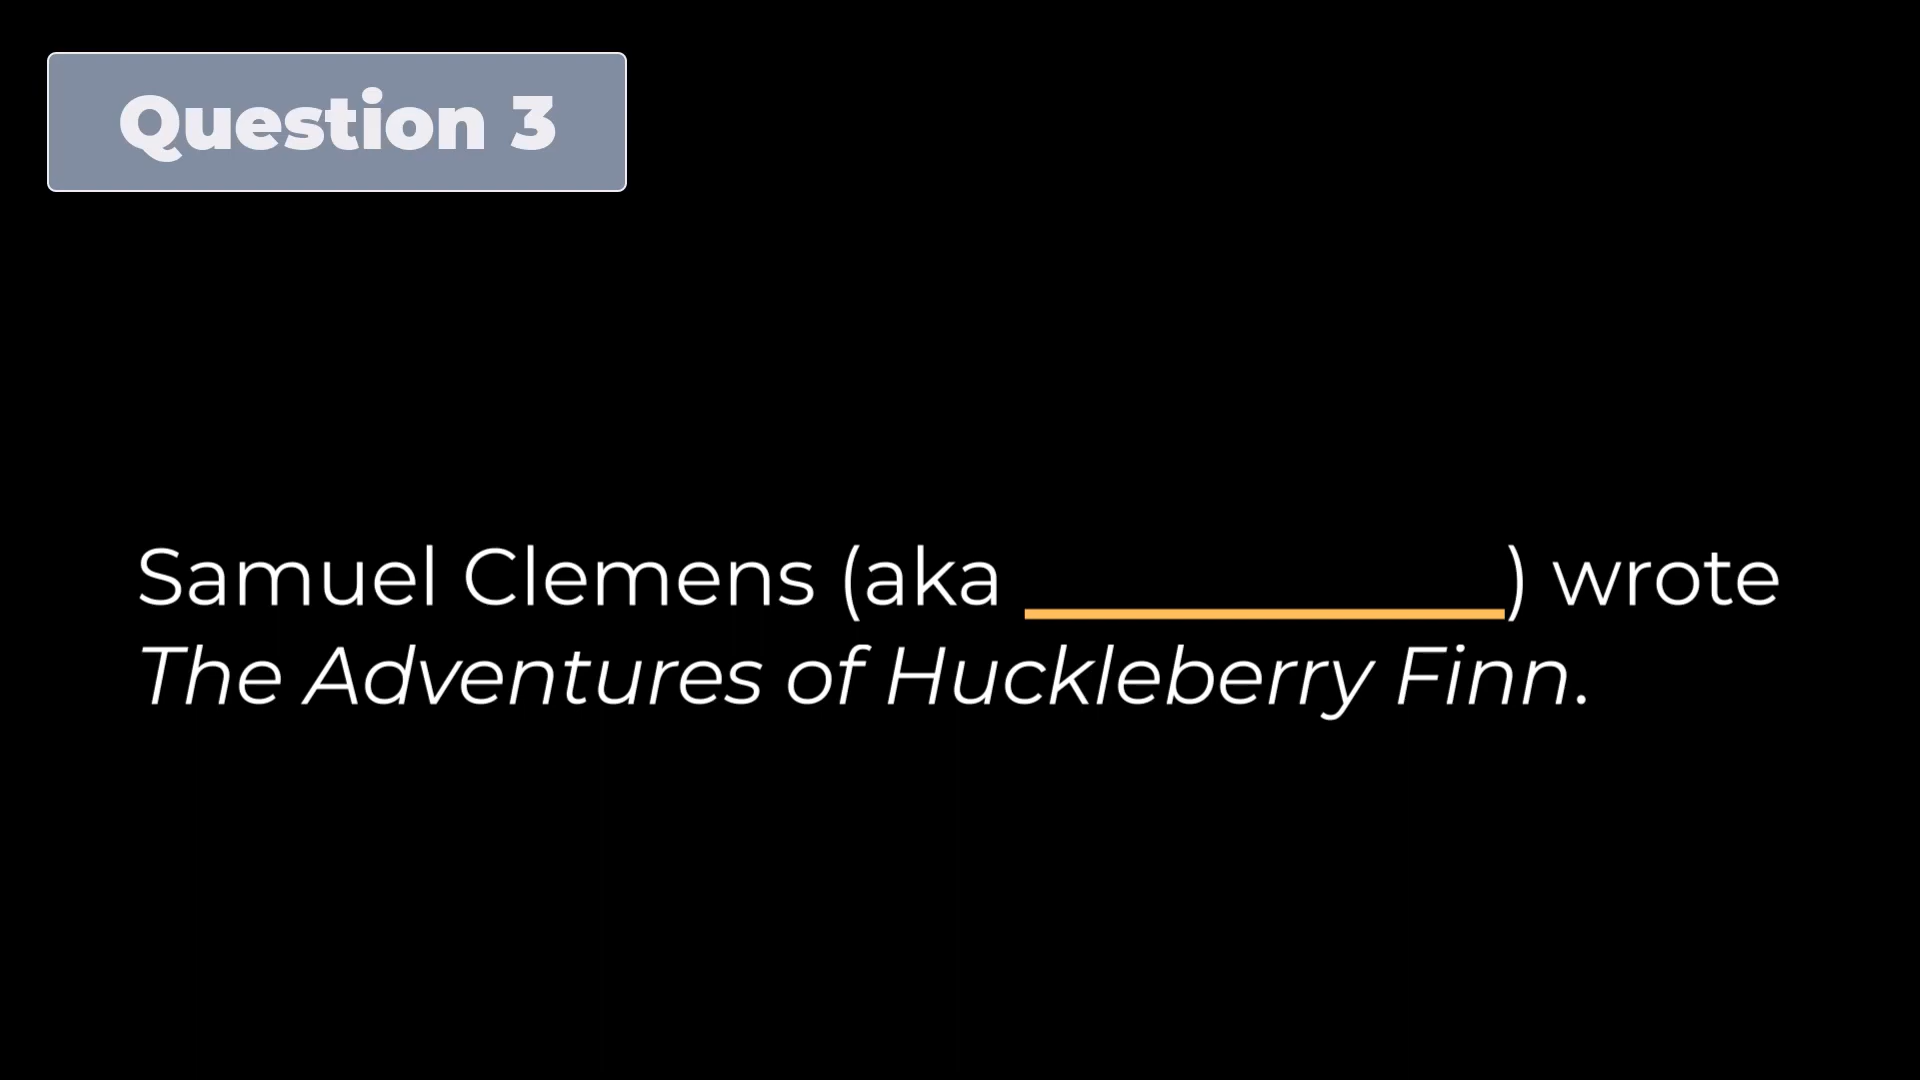 Question 3
Samuel Clemens (aka ____________) wrote
The Adventures of Huckleberry Finn.